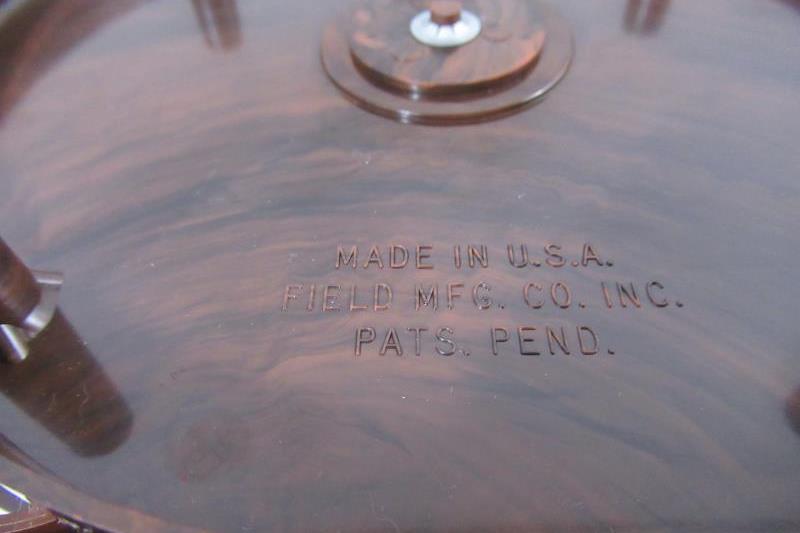 MADE IN U.S.A.
FIELD MFG. CO. INC.
PATS. PEND.